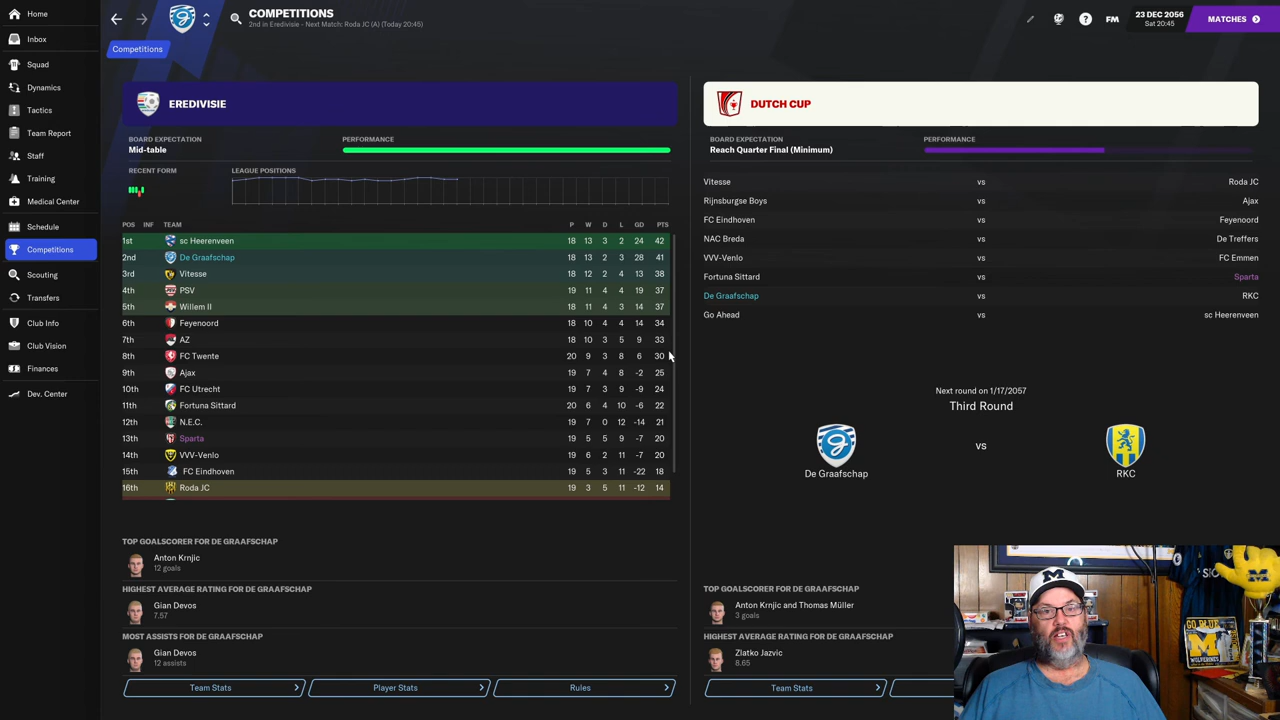 Home
Inbox
Squad
Dynamics
Tactics
Team Report
Staff
Training
Medical Center
Schedule
Competitions
Scouting
Transfers
Club Info
Club Vision
Finances
Dev. Center
COMPETITIONS
2nd in Eredivisie - Next Match: Roda JC (A) (Today 20:45)
FM
23 DEC 2056
Sat 20:45
MATCHES
Competitions
EREDIVISIE
BOARD EXPECTATION
Mid-table
PERFORMANCE
RECENT FORM
LEAGUE POSITIONS
POS INF TEAM P W D L GD PTS
1st sc Heerenveen 18 13 3 2 24 42
2nd De Graafschap 18 13 2 3 28 41
3rd Vitesse 18 12 2 4 13 38
4th PSV 19 11 4 4 19 37
5th Willem II 18 11 4 3 14 37
6th Feyenoord 18 10 4 4 14 34
7th AZ 18 10 3 5 9 33
8th FC Twente 20 9 3 8 6 30
9th Ajax 19 7 4 8 -2 25
10th FC Utrecht 19 7 3 9 -9 24
11th Fortuna Sittard 20 6 4 10 -6 22
12th N.E.C. 19 7 0 12 -14 21
13th Sparta 19 5 5 9 -7 20
14th VVV-Venlo 19 6 2 11 -7 20
15th FC Eindhoven 19 5 3 11 -22 18
16th Roda JC 19 3 5 11 -12 14
TOP GOALSCORER FOR DE GRAAFSCHAP
Anton Krnjic
12 goals
HIGHEST AVERAGE RATING FOR DE GRAAFSCHAP
Gian Devos
7.57
MOST ASSISTS FOR DE GRAAFSCHAP
Gian Devos
12 assists
Team Stats
Player Stats
Rules
DUTCH CUP
BOARD EXPECTATION
Reach Quarter Final (Minimum)
PERFORMANCE
Vitesse vs Roda JC
Rijnsburgse Boys vs Ajax
FC Eindhoven vs Feyenoord
NAC Breda vs De Treffers
VVV-Venlo vs FC Emmen
Fortuna Sittard vs Sparta
De Graafschap vs RKC
Go Ahead vs sc Heerenveen
Next round on 1/17/2057
Third Round
De Graafschap vs RKC
TOP GOALSCORER FOR DE GRAAFSCHAP
Anton Krnjic and Thomas Müller
3 goals
HIGHEST AVERAGE RATING FOR DE GRAAFSCHAP
Zlatko Jazvic
8.65
Team Stats
M
GO BLUE
M
WOLVERINES